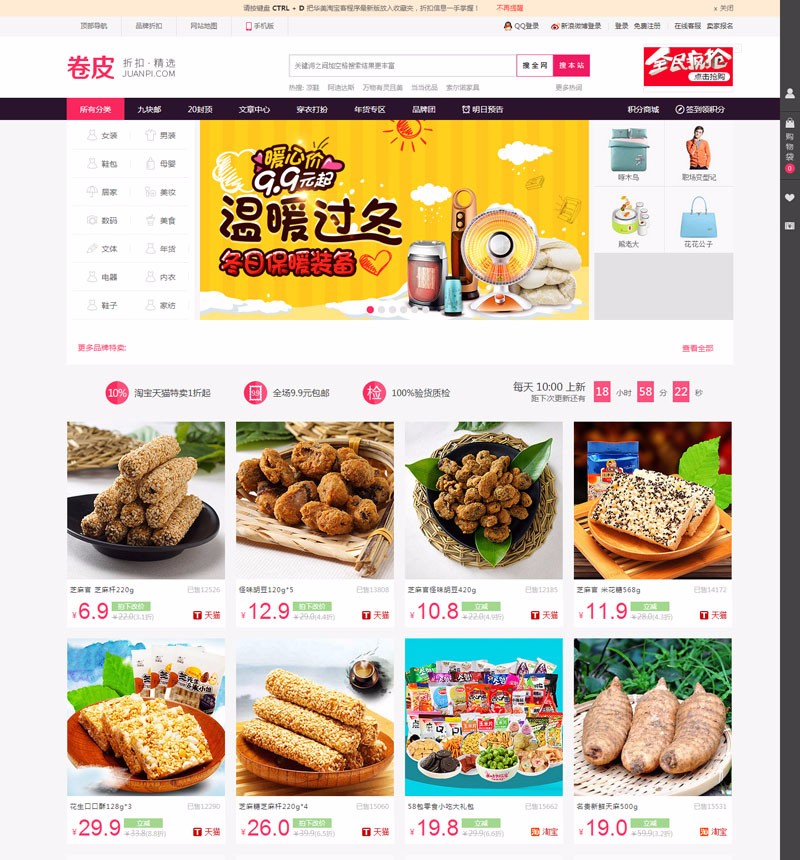 请按键盘 CTRL + D 把华盖淘宝客程序最新版放入收藏夹，折扣信息一手掌握！ 不再提醒 x 关闭
顶部导航 品牌折扣 网站地图 手机版 QQ登录 新浪微博登录 登录 免费注册 在线客服 卖家报名
卷皮 折扣·精选
JUANPI.COM
关键词之间加空格搜索结果更丰富 搜全网 搜本站
热搜: 凉鞋 阿迪达斯 万物有灵且美 当当优品 索尔诺家具 更多热词
全民疯抢
点击抢购
所有分类 九块邮 20封顶 文章中心 穿衣打扮 年货专区 品牌团 明日预告 积分商城 签到领积分
女装 男装
鞋包 母婴
居家 美妆
数码 美食
文体 年货
电器 内衣
鞋子 家纺
暖心价
9.9元起
温暖过冬
冬日保暖装备
啄木鸟 职场变型记
熊老大 花花公子
购物袋
0
更多品牌特卖: 查看全部
10% 淘宝天猫特卖1折起 9.9 全场9.9元包邮 检 100%验货质检
每天 10:00 上新
距下次更新还有 18 小时 58 分 22 秒
芝麻官 芝麻杆220g 已售12526
¥6.9 拍下改价 ¥22.0(3.1折) 天猫
怪味胡豆120g*5 已售13808
¥12.9 拍下改价 ¥29.0(4.4折) 天猫
芝麻官怪味胡豆420g 已售12185
¥10.8 立减 ¥22.0(4.9折) 天猫
芝麻官 米花糖568g 已售14172
¥11.9 立减 ¥28.0(4.3折) 天猫
花生口口酥128g*3 已售12290
¥29.9 立减 ¥33.8(8.8折) 天猫
芝麻糖芝麻杆220g*4 已售15060
¥26.0 立减 ¥39.9(6.5折) 天猫
58包零食小吃大礼包 已售15662
¥19.8 立减 ¥29.9(6.6折) 淘宝
名贵新鲜天麻500g 已售15531
¥19.0 立减 ¥59.9(3.2折) 淘宝